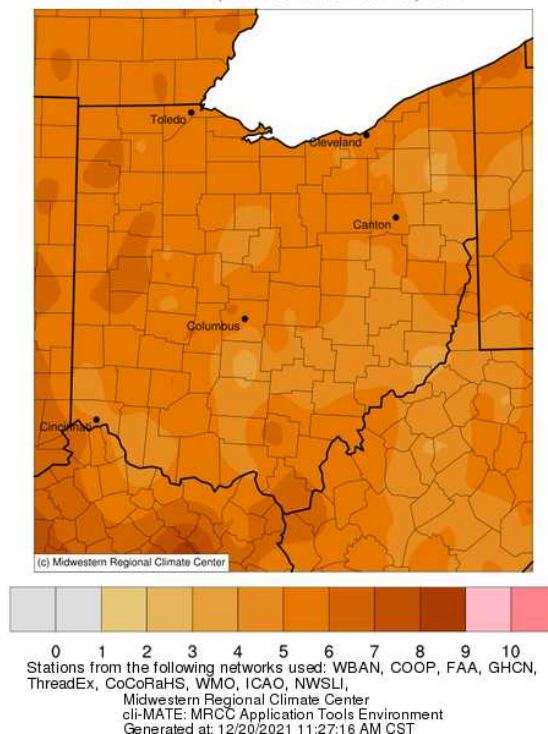 Toledo
Cleveland
Canton
Columbus
Cincinnati
(c) Midwestern Regional Climate Center
0 1 2 3 4 5 6 7 8 9 10
Stations from the following networks used: WBAN, COOP, FAA, GHCN,
ThreadEx, CoCoRaHS, WMO, ICAO, NWSLI,
Midwestern Regional Climate Center
cli-MATE: MRCC Application Tools Environment
Generated at: 12/20/2021 11:27:16 AM CST